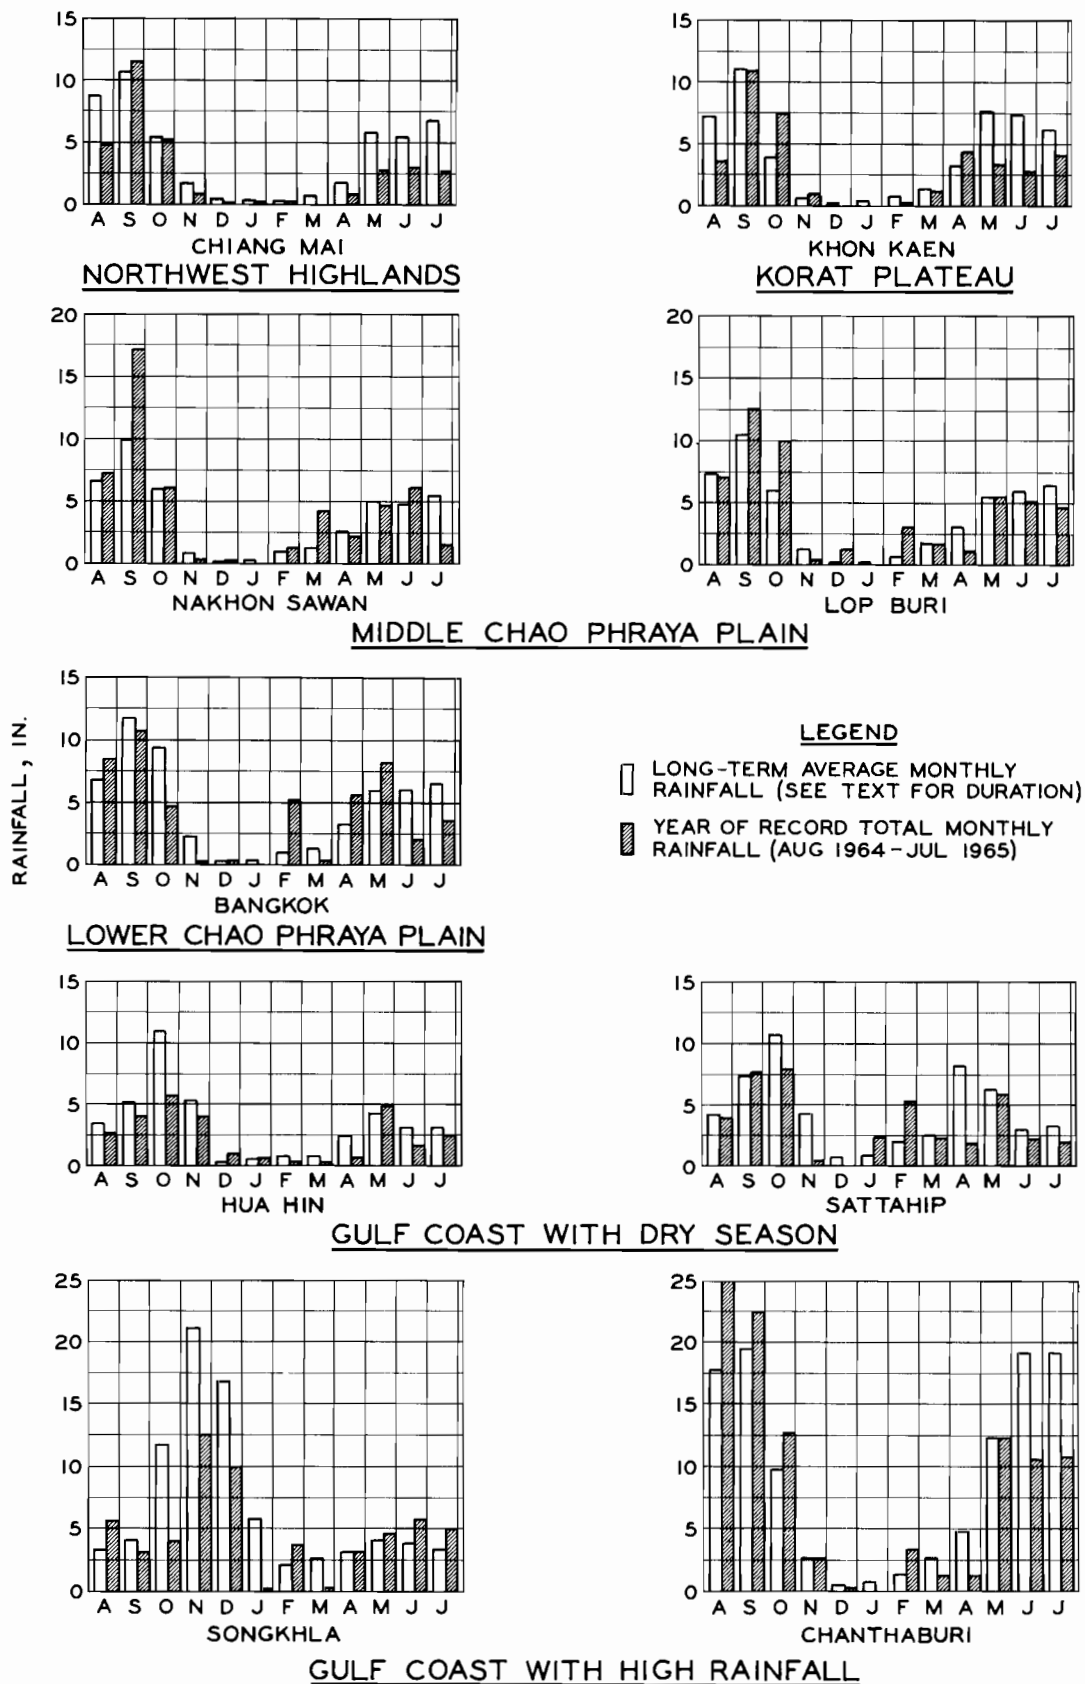 15
10
5
0
A S O N D J F M A M J J
CHIANG MAI
NORTHWEST HIGHLANDS
15
10
5
0
A S O N D J F M A M J J
KHON KAEN
KORAT PLATEAU
20
15
10
5
0
A S O N D J F M A M J J
NAKHON SAWAN
20
15
10
5
0
A S O N D J F M A M J J
LOP BURI
MIDDLE CHAO PHRAYA PLAIN
RAINFALL, IN.
15
10
5
0
A S O N D J F M A M J J
BANGKOK
LOWER CHAO PHRAYA PLAIN
LEGEND
LONG-TERM AVERAGE MONTHLY
RAINFALL (SEE TEXT FOR DURATION)
YEAR OF RECORD TOTAL MONTHLY
RAINFALL (AUG 1964-JUL 1965)
15
10
5
0
A S O N D J F M A M J J
HUA HIN
15
10
5
0
A S O N D J F M A M J J
SATTAHIP
GULF COAST WITH DRY SEASON
25
20
15
10
5
0
A S O N D J F M A M J J
SONGKHLA
25
20
15
10
5
0
A S O N D J F M A M J J
CHANTHABURI
GULF COAST WITH HIGH RAINFALL